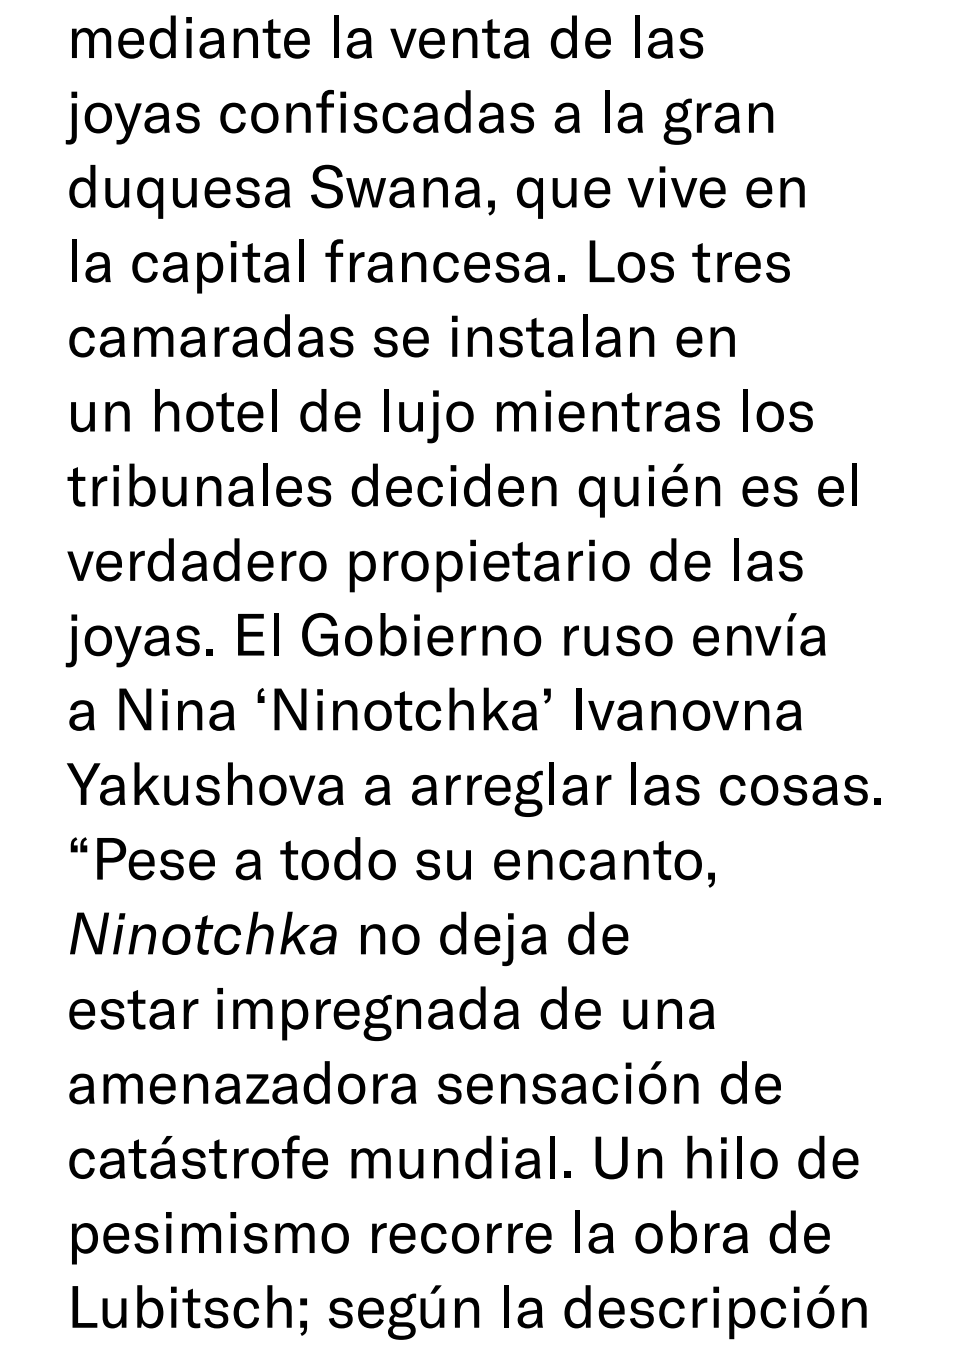 mediante la venta de las
joyas confiscadas a la gran
duquesa Swana, que vive en
la capital francesa. Los tres
camaradas se instalan en
un hotel de lujo mientras los
tribunales deciden quién es el
verdadero propietario de las
joyas. El Gobierno ruso envía
a Nina ‘Ninotchka’ Ivanovna
Yakushova a arreglar las cosas.
“Pese a todo su encanto,
Ninotchka no deja de
estar impregnada de una
amenazadora sensación de
catástrofe mundial. Un hilo de
pesimismo recorre la obra de
Lubitsch; según la descripción